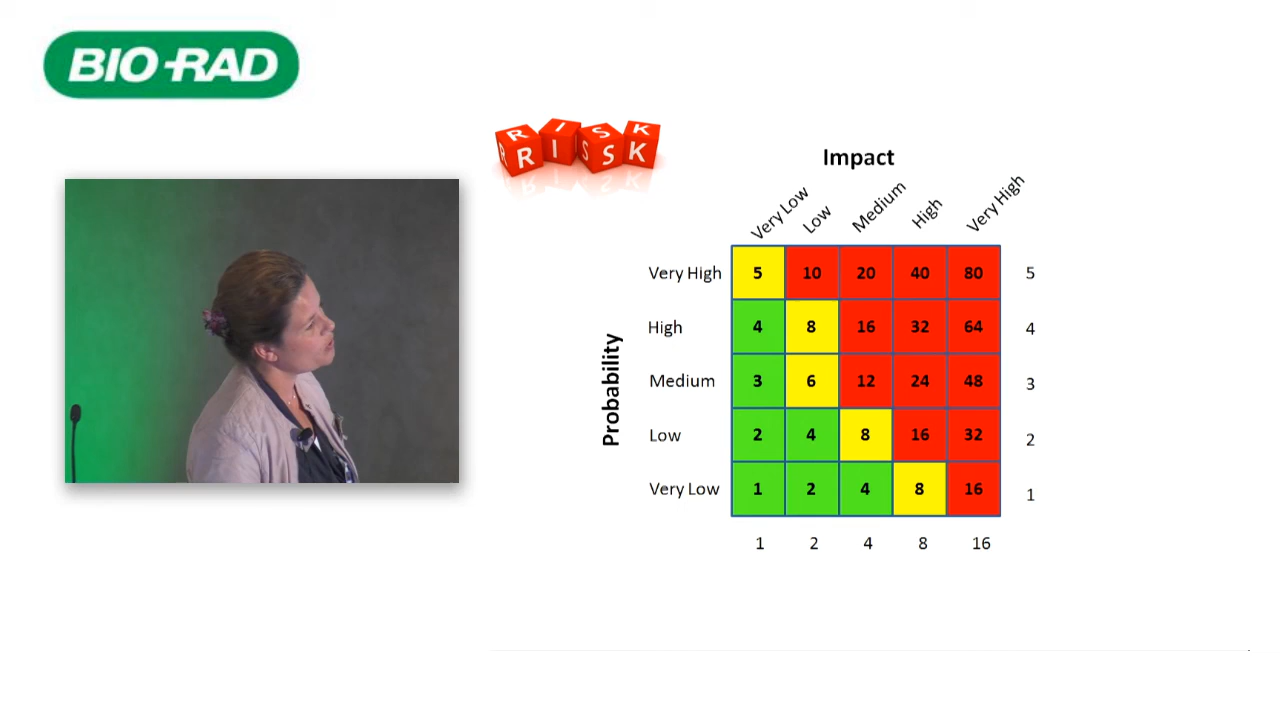 BIO-RAD
R I S K
R R I S S K
Impact
Very Low Low Medium High Very High
Probability
Very High 5 10 20 40 80 5
High 4 8 16 32 64 4
Medium 3 6 12 24 48 3
Low 2 4 8 16 32 2
Very Low 1 2 4 8 16 1
1 2 4 8 16